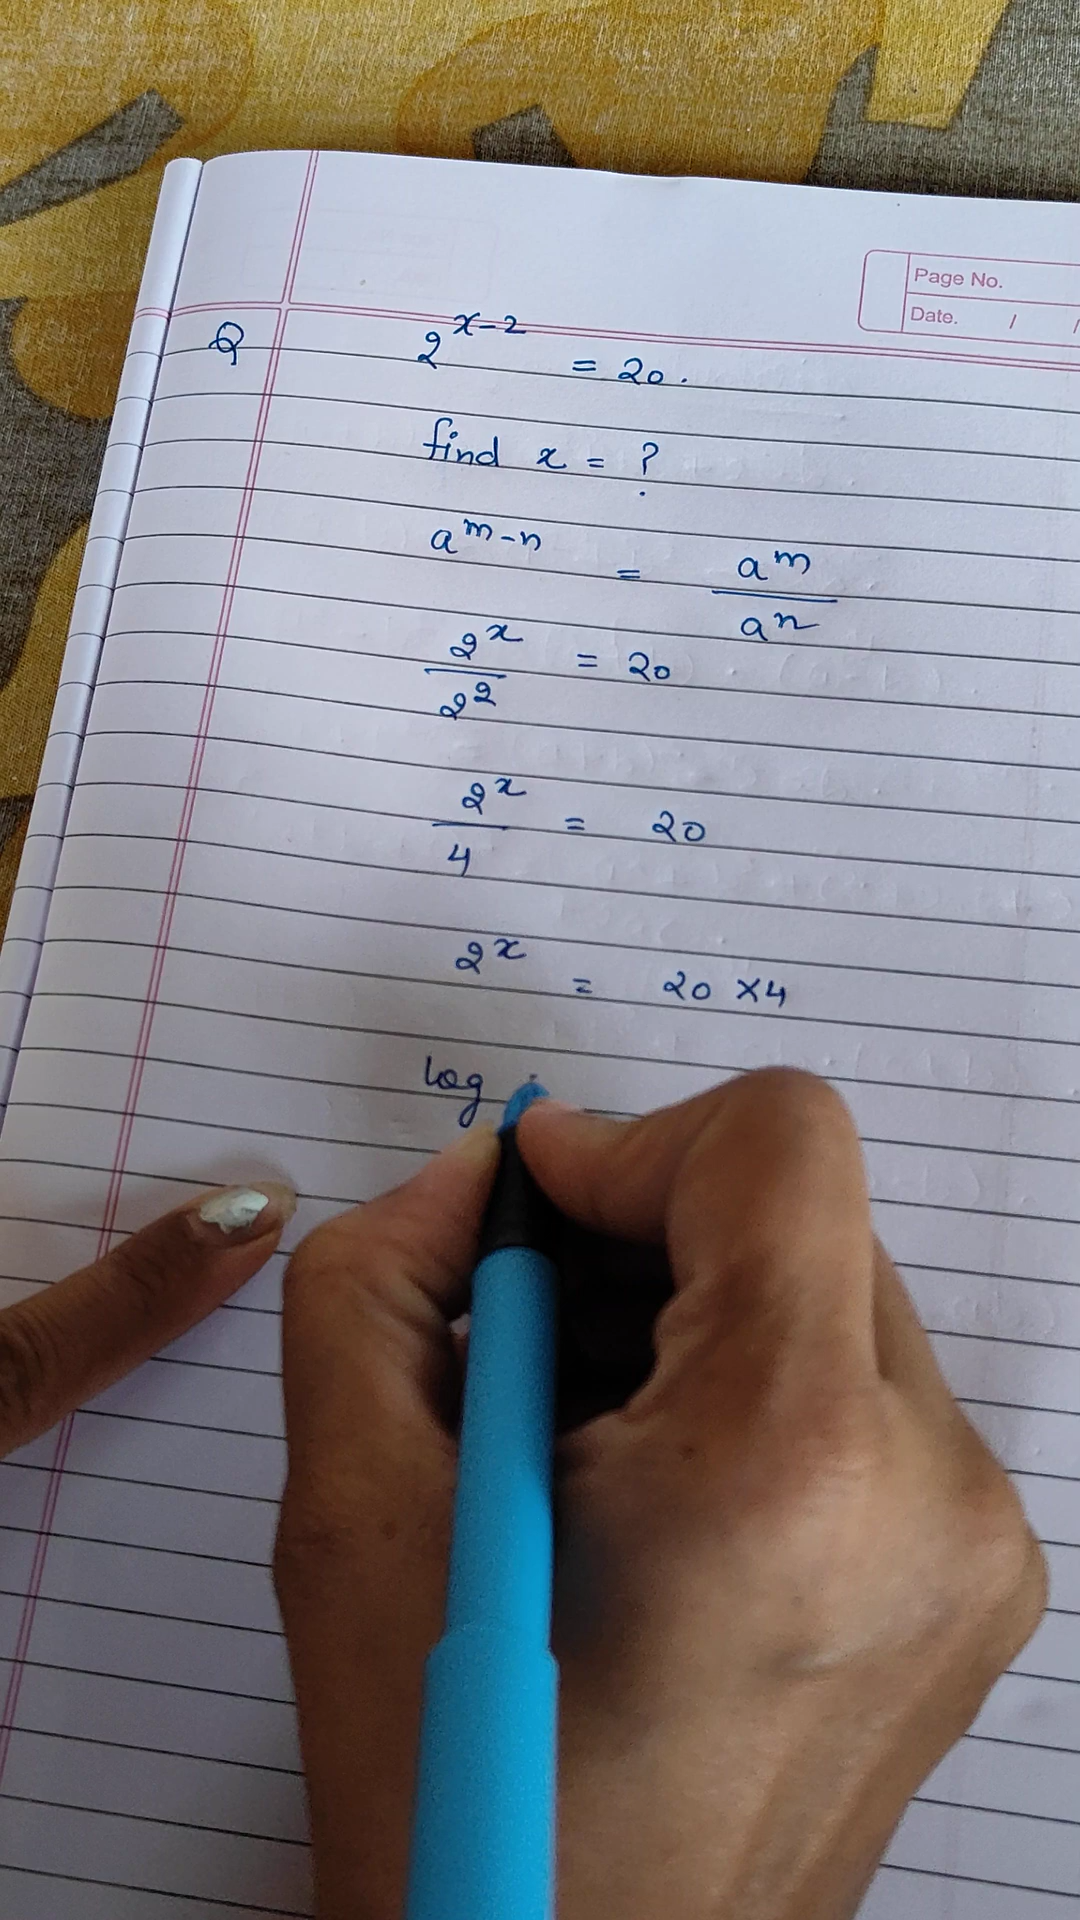 Page No.
Date. / /
Q 2^{x-2} = 20.
find x = ?
a^{m-n} = a^m / a^n
2^x / 2^2 = 20
2^x / 4 = 20
2^x = 20 × 4
log